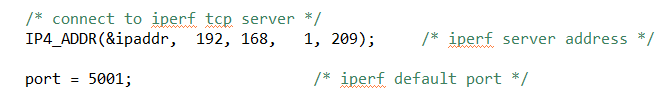 /* connect to iperf tcp server */
IP4_ADDR(&ipaddr,  192, 168,   1, 209);     /* iperf server address */
port = 5001;                    /* iperf default port */